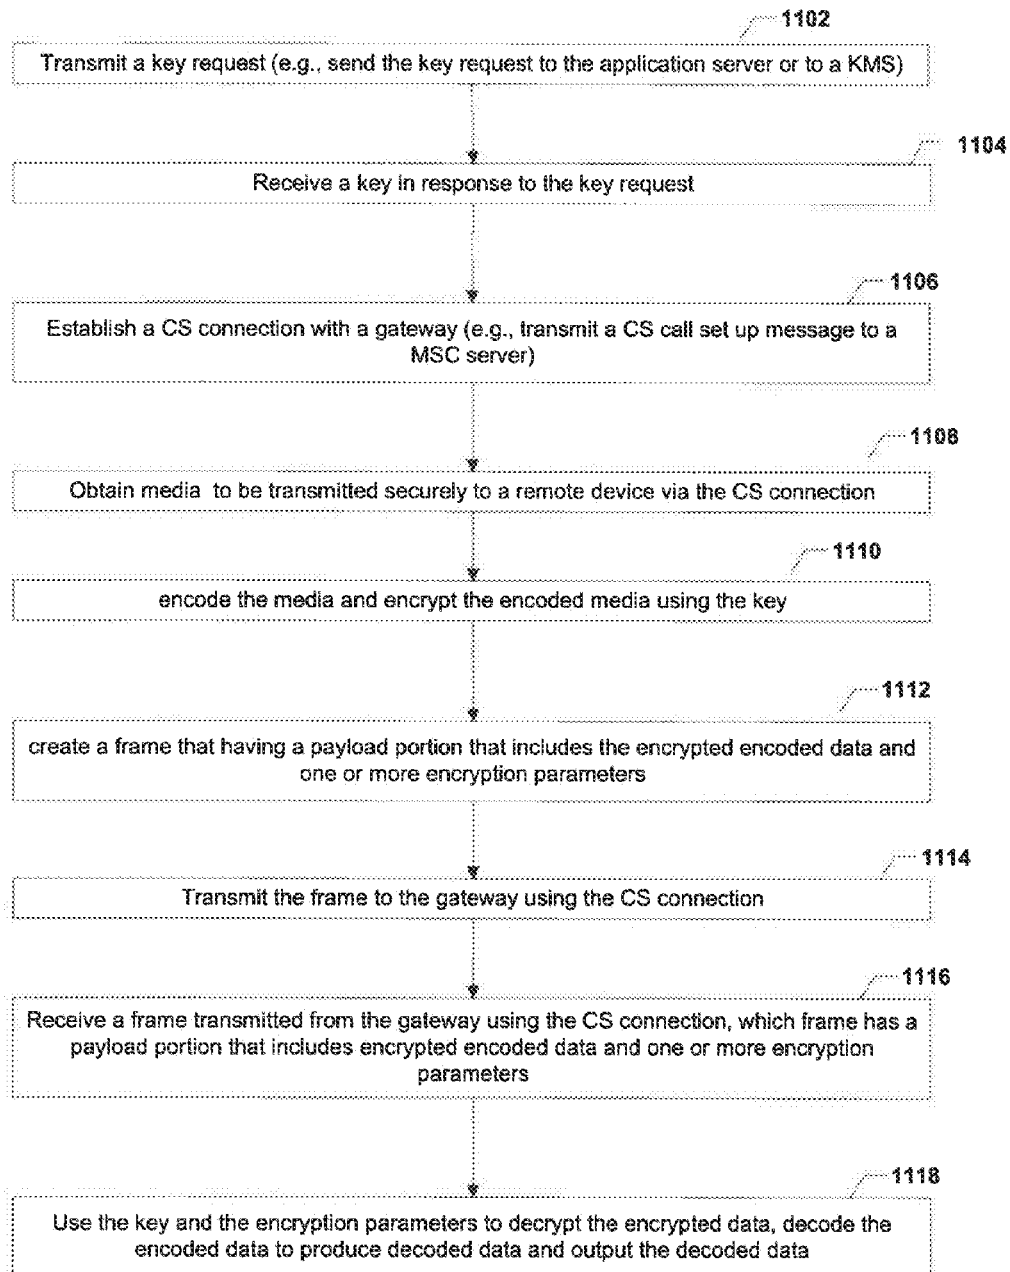 1102
Transmit a key request (e.g., send the key request to the application server or to a KMS)
1104
Receive a key in response to the key request
1106
Establish a CS connection with a gateway (e.g., transmit a CS call set up message to a
MSC server)
1108
Obtain media to be transmitted securely to a remote device via the CS connection
1110
encode the media and encrypt the encoded media using the key
1112
create a frame that having a payload portion that includes the encrypted encoded data and
one or more encryption parameters
1114
Transmit the frame to the gateway using the CS connection
1116
Receive a frame transmitted from the gateway using the CS connection, which frame has a
payload portion that includes encrypted encoded data and one or more encryption
parameters
1118
Use the key and the encryption parameters to decrypt the encrypted data, decode the
encoded data to produce decoded data and output the decoded data